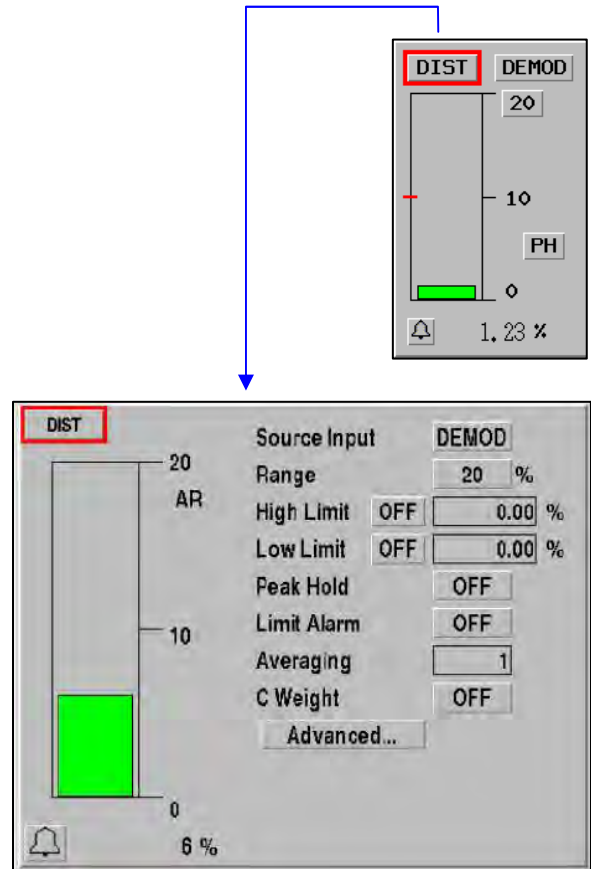 DIST DEMOD
20
10
PH
0
1.23 %
DIST
20
AR
10
0
6 %
Source Input DEMOD
Range 20 %
High Limit OFF 0.00 %
Low Limit OFF 0.00 %
Peak Hold OFF
Limit Alarm OFF
Averaging 1
C Weight OFF
Advanced...